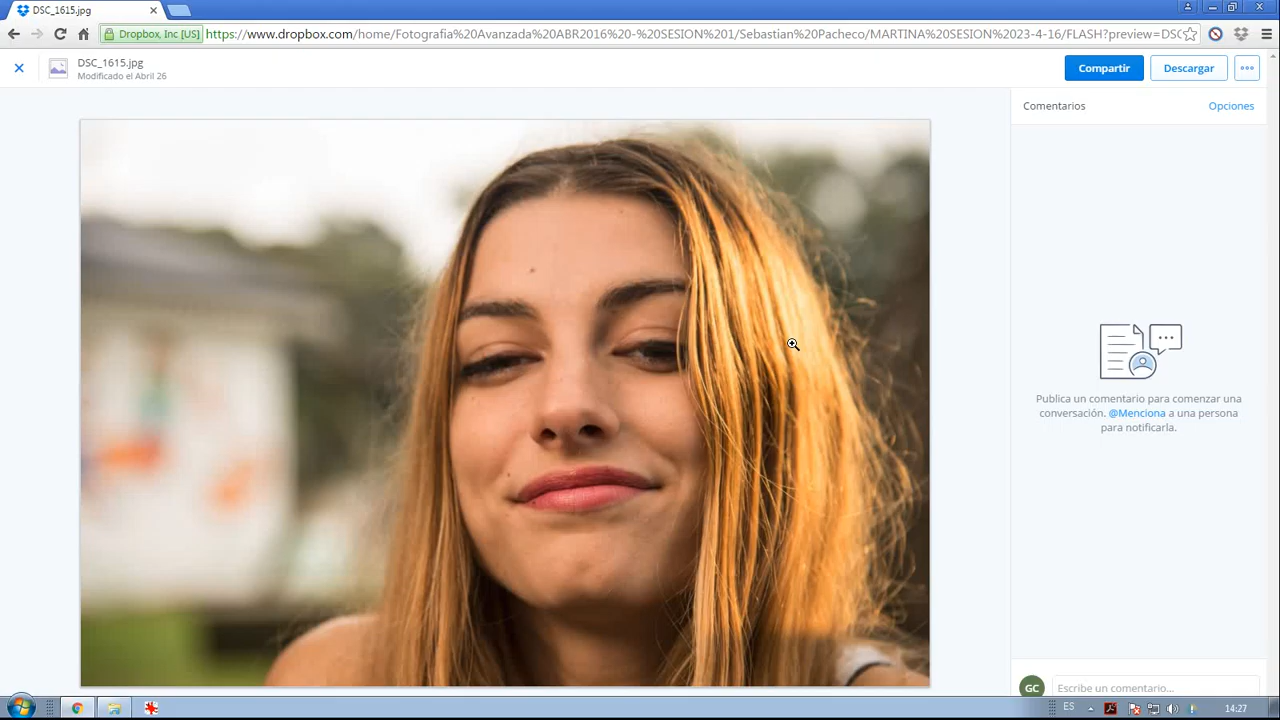 DSC_1615.jpg
Dropbox, Inc [US]
https://www.dropbox.com/home/Fotografia%20Avanzada%20ABR2016%20-%20SESION%201/Sebastian%20Pacheco/MARTINA%20SESION%2023-4-16/FLASH?preview=DSC
DSC_1615.jpg
Modificado el Abril 26
Compartir
Descargar
Comentarios
Opciones
Publica un comentario para comenzar una
conversación. @Menciona a una persona
para notificarla.
GC
Escribe un comentario...
ES
14:27